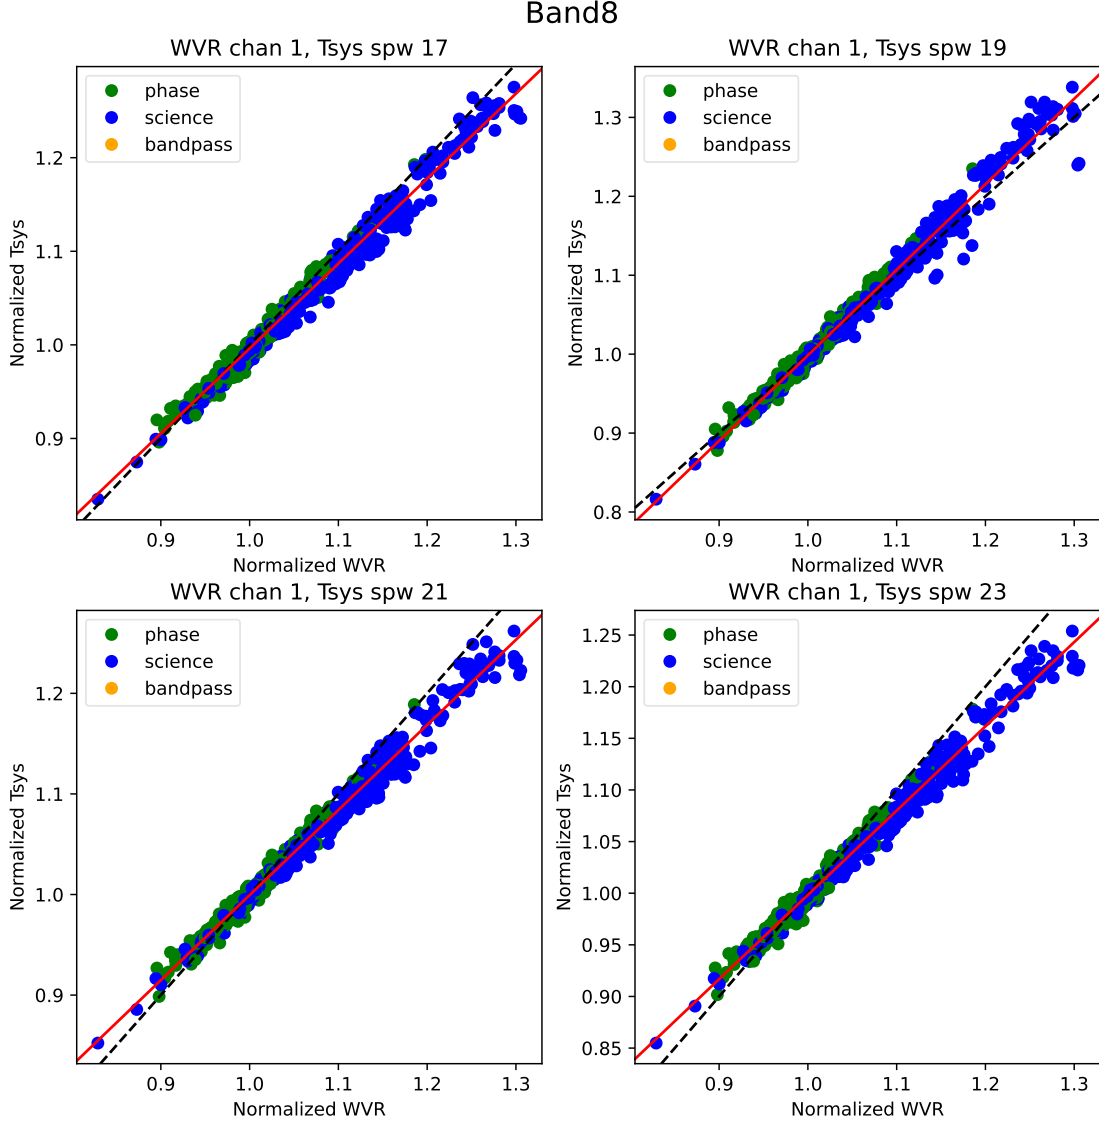 Band8
WVR chan 1, Tsys spw 17
phase
science
bandpass
1.2
1.1
1.0
0.9
Normalized Tsys
0.9 1.0 1.1 1.2 1.3
Normalized WVR
WVR chan 1, Tsys spw 19
phase
science
bandpass
1.3
1.2
1.1
1.0
0.9
0.8
Normalized Tsys
0.9 1.0 1.1 1.2 1.3
Normalized WVR
WVR chan 1, Tsys spw 21
phase
science
bandpass
1.2
1.1
1.0
0.9
Normalized Tsys
0.9 1.0 1.1 1.2 1.3
Normalized WVR
WVR chan 1, Tsys spw 23
phase
science
bandpass
1.25
1.20
1.15
1.10
1.05
1.00
0.95
0.90
0.85
Normalized Tsys
0.9 1.0 1.1 1.2 1.3
Normalized WVR